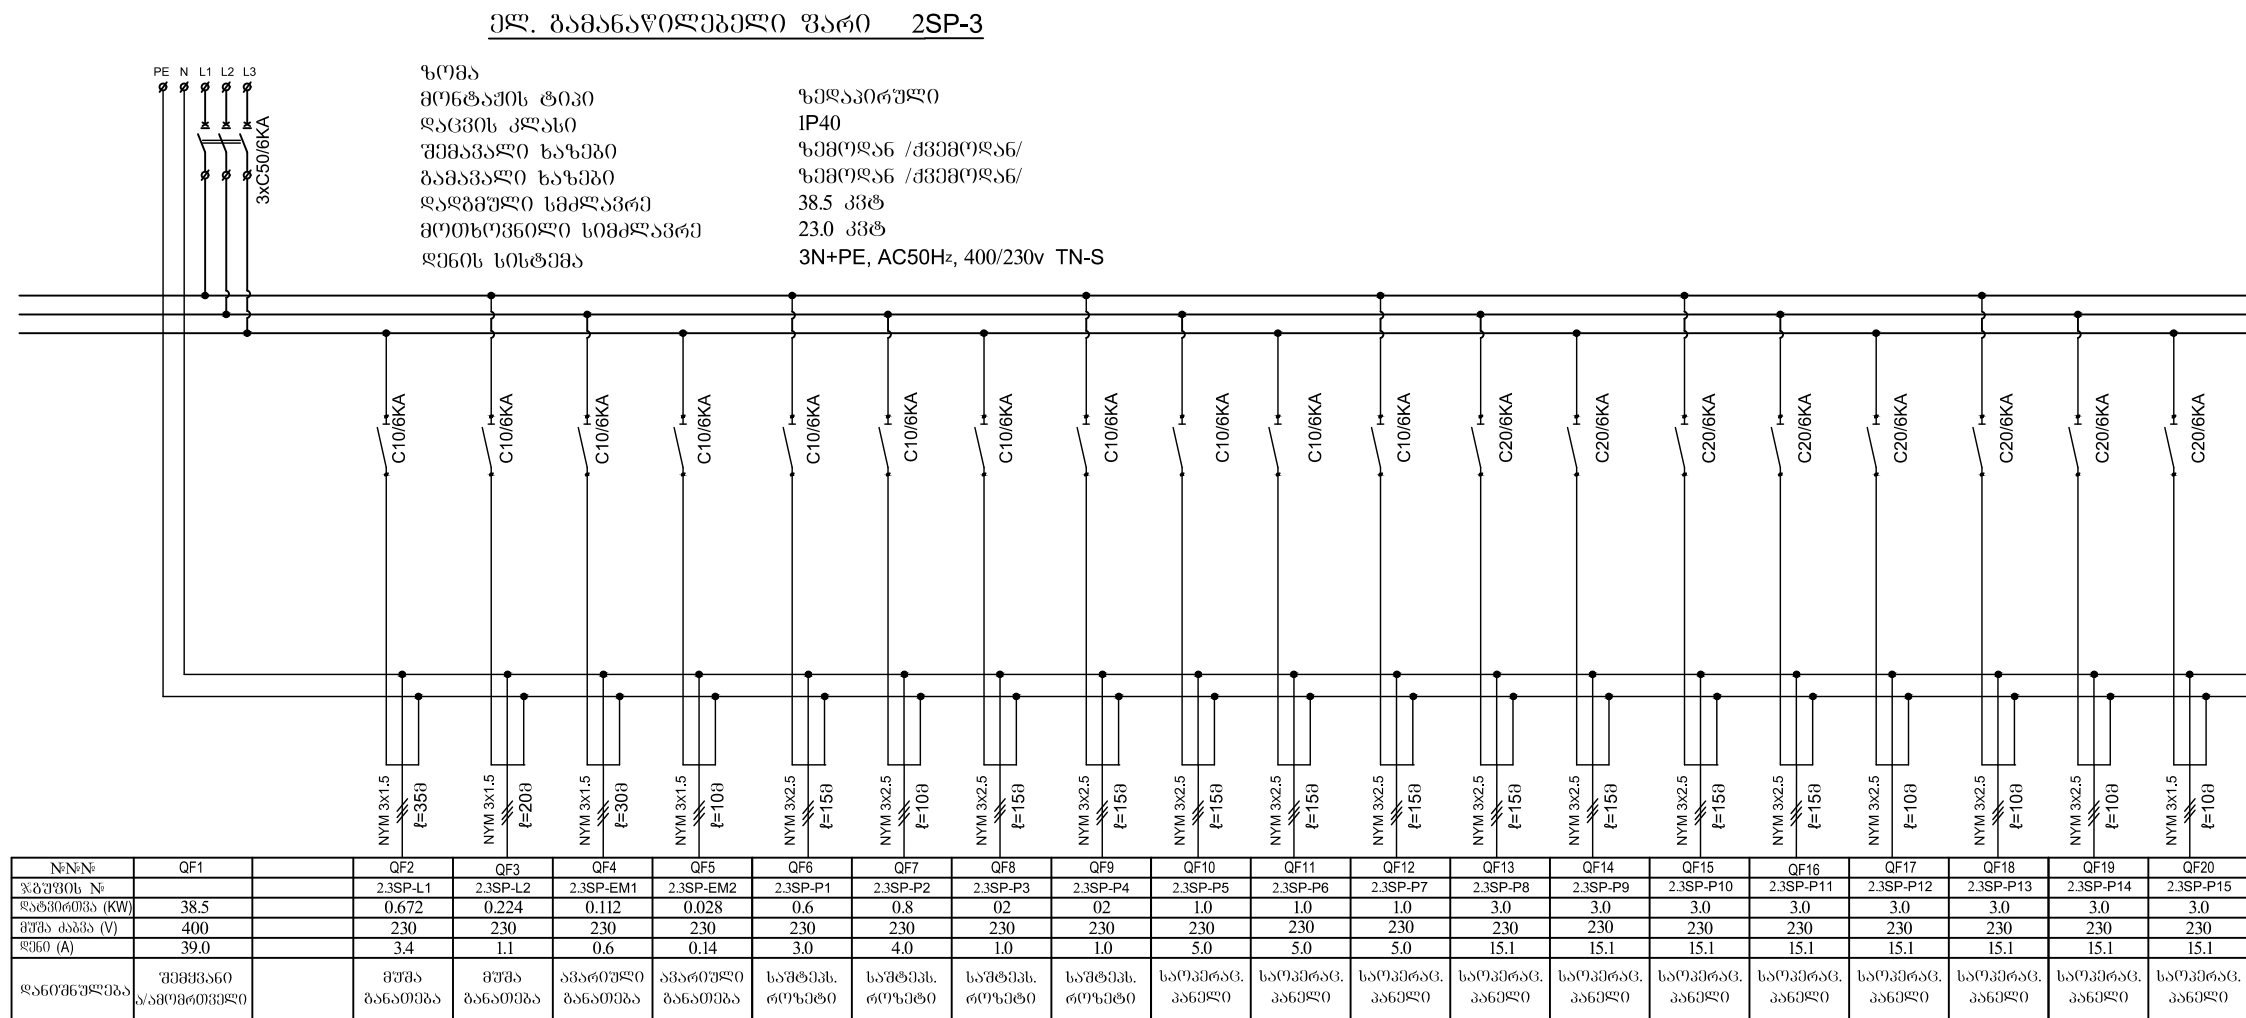 ელ. გამანაწილებელი ფარი 2SP-3
PE N L1 L2 L3
3xC50/6KA
ზომა
მონტაჟის ტიპი ზედაპირული
დაცვის კლასი IP40
შემავალი ხაზები ზემოდან /ქვემოდან/
გამავალი ხაზები ზემოდან /ქვემოდან/
დადგმული სმძლავრე 38.5 კვტ
მოთხოვნილი სიმძლავრე 23.0 კვტ
დენის სისტემა 3N+PE, AC50Hz, 400/230v TN-S
C10/6KA C10/6KA C10/6KA C10/6KA C10/6KA C10/6KA C10/6KA C10/6KA C10/6KA C10/6KA C10/6KA C20/6KA C20/6KA C20/6KA C20/6KA C20/6KA C20/6KA C20/6KA C20/6KA
NYM 3x1.5 ℓ=35მ
NYM 3x1.5 ℓ=20მ
NYM 3x1.5 ℓ=30მ
NYM 3x1.5 ℓ=10მ
NYM 3x2.5 ℓ=15მ
NYM 3x2.5 ℓ=10მ
NYM 3x2.5 ℓ=15მ
NYM 3x2.5 ℓ=15მ
NYM 3x2.5 ℓ=15მ
NYM 3x2.5 ℓ=15მ
NYM 3x2.5 ℓ=15მ
NYM 3x2.5 ℓ=15მ
NYM 3x2.5 ℓ=15მ
NYM 3x2.5 ℓ=15მ
NYM 3x2.5 ℓ=15მ
NYM 3x2.5 ℓ=10მ
NYM 3x2.5 ℓ=10მ
NYM 3x2.5 ℓ=10მ
NYM 3x1.5 ℓ=10მ
№№№ QF1 QF2 QF3 QF4 QF5 QF6 QF7 QF8 QF9 QF10 QF11 QF12 QF13 QF14 QF15 QF16 QF17 QF18 QF19 QF20
ჯგუფის № 2.3SP-L1 2.3SP-L2 2.3SP-EM1 2.3SP-EM2 2.3SP-P1 2.3SP-P2 2.3SP-P3 2.3SP-P4 2.3SP-P5 2.3SP-P6 2.3SP-P7 2.3SP-P8 2.3SP-P9 2.3SP-P10 2.3SP-P11 2.3SP-P12 2.3SP-P13 2.3SP-P14 2.3SP-P15
დატვირთვა (KW) 38.5 0.672 0.224 0.112 0.028 0.6 0.8 02 02 1.0 1.0 1.0 3.0 3.0 3.0 3.0 3.0 3.0 3.0 3.0
მუშა ძაბვა (V) 400 230 230 230 230 230 230 230 230 230 230 230 230 230 230 230 230 230 230 230
დენი (A) 39.0 3.4 1.1 0.6 0.14 3.0 4.0 1.0 1.0 5.0 5.0 5.0 15.1 15.1 15.1 15.1 15.1 15.1 15.1 15.1
დანიშნულება შემყვანი მუშა მუშა ავარიული ავარიული საშტეპს. საშტეპს. საშტეპს. საშტეპს. საოპერაც. საოპერაც. საოპერაც. საოპერაც. საოპერაც. საოპერაც. საოპერაც. საოპერაც. საოპერაც. საოპერაც. საოპერაც.
ა/ამომრთველი განათება განათება განათება განათება როზეტი როზეტი როზეტი როზეტი პანელი პანელი პანელი პანელი პანელი პანელი პანელი პანელი პანელი პანელი პანელი